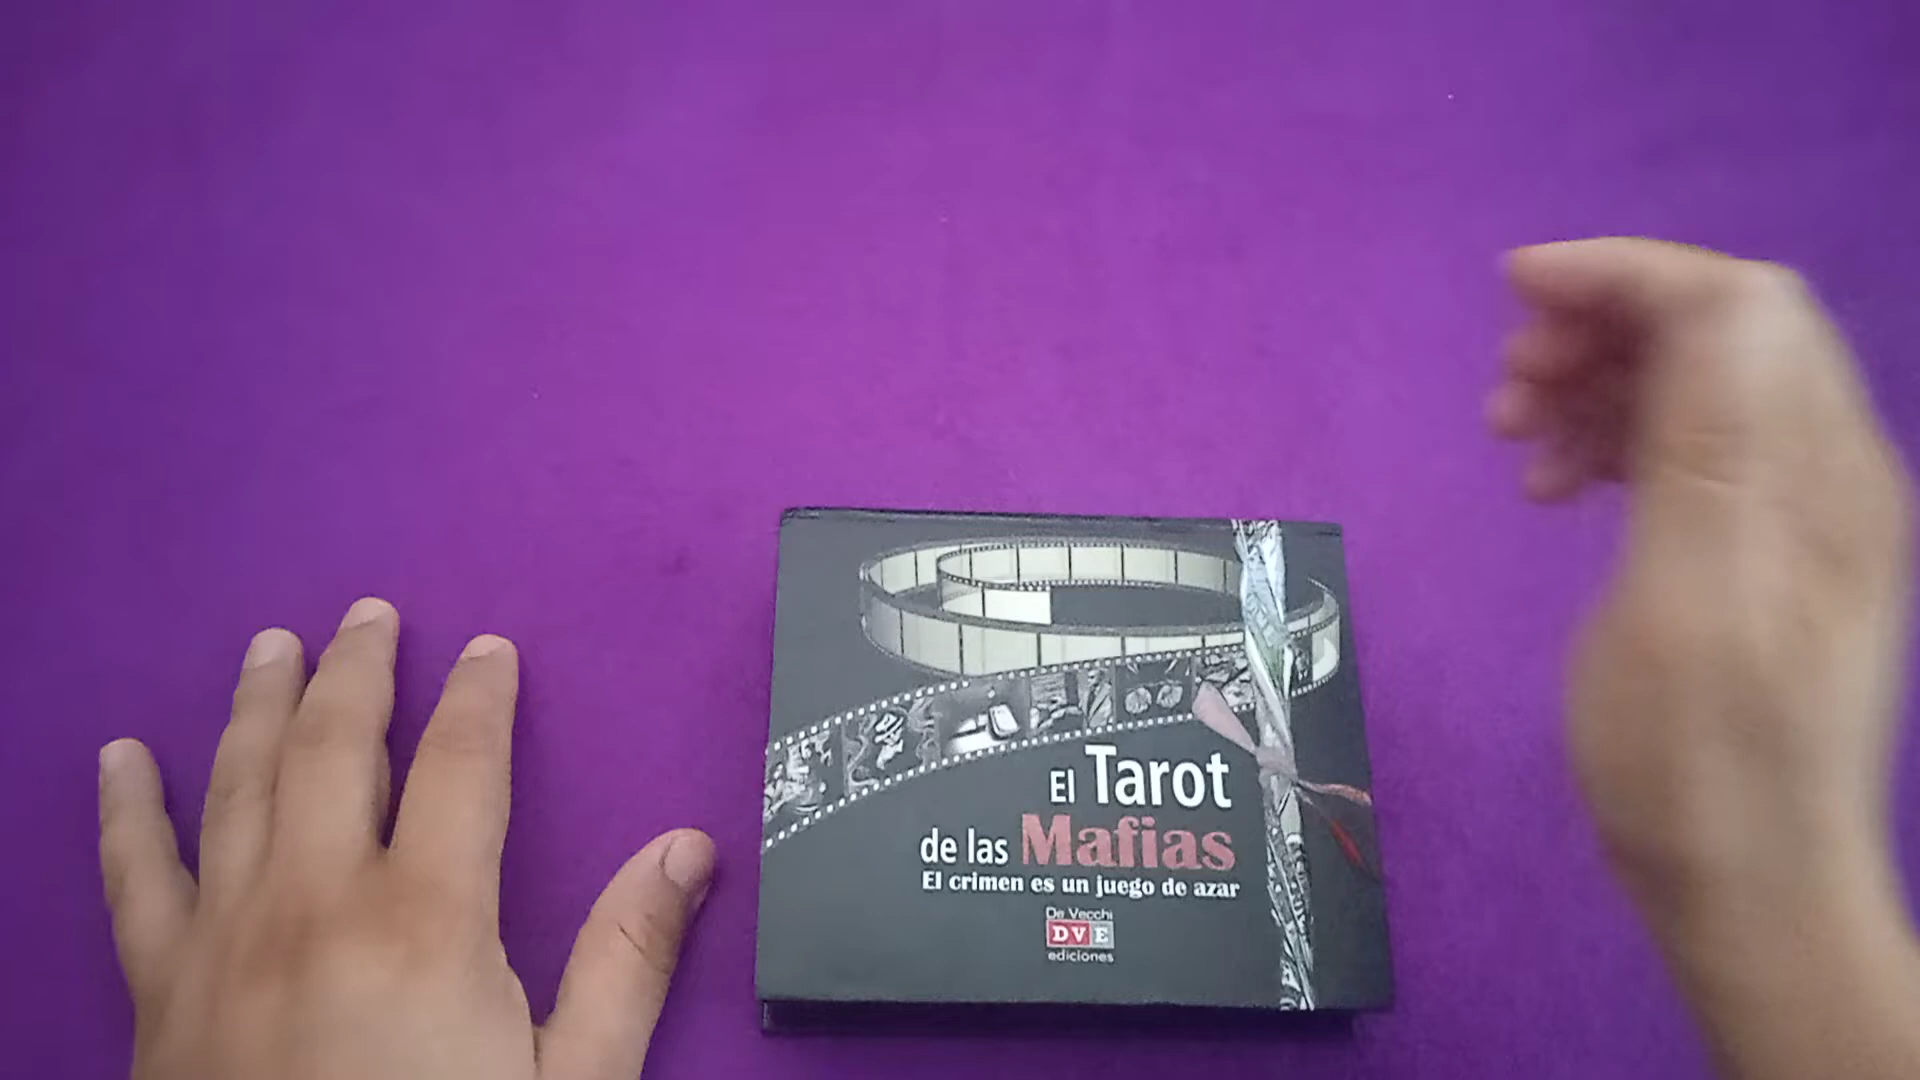 El Tarot
de las Mafias
El crimen es un juego de azar
De Vecchi
DVE
ediciones